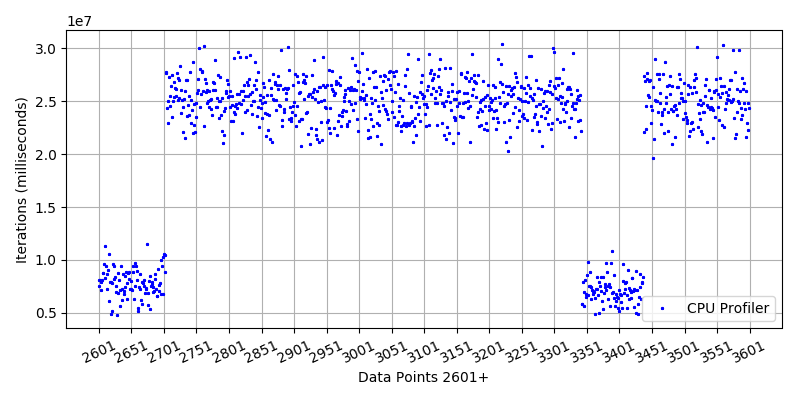 1e7
3.0
2.5
2.0
1.5
1.0
0.5
Iterations (milliseconds)
CPU Profiler
2601 2651 2701 2751 2801 2851 2901 2951 3001 3051 3101 3151 3201 3251 3301 3351 3401 3451 3501 3551 3601
Data Points 2601+